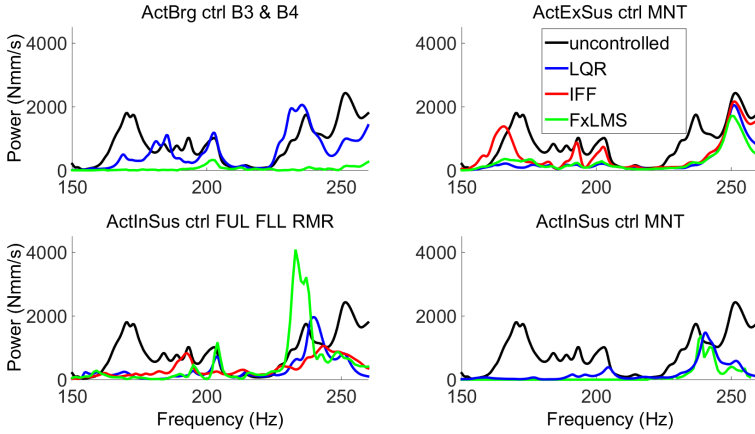 ActBrg ctrl B3 & B4
Power (Nmm/s)
4000
2000
0
150
200
250
ActExSus ctrl MNT
4000
2000
0
150
200
250
uncontrolled
LQR
IFF
FxLMS
ActInSus ctrl FUL FLL RMR
Power (Nmm/s)
4000
2000
0
150
200
250
Frequency (Hz)
ActInSus ctrl MNT
4000
2000
0
150
200
250
Frequency (Hz)